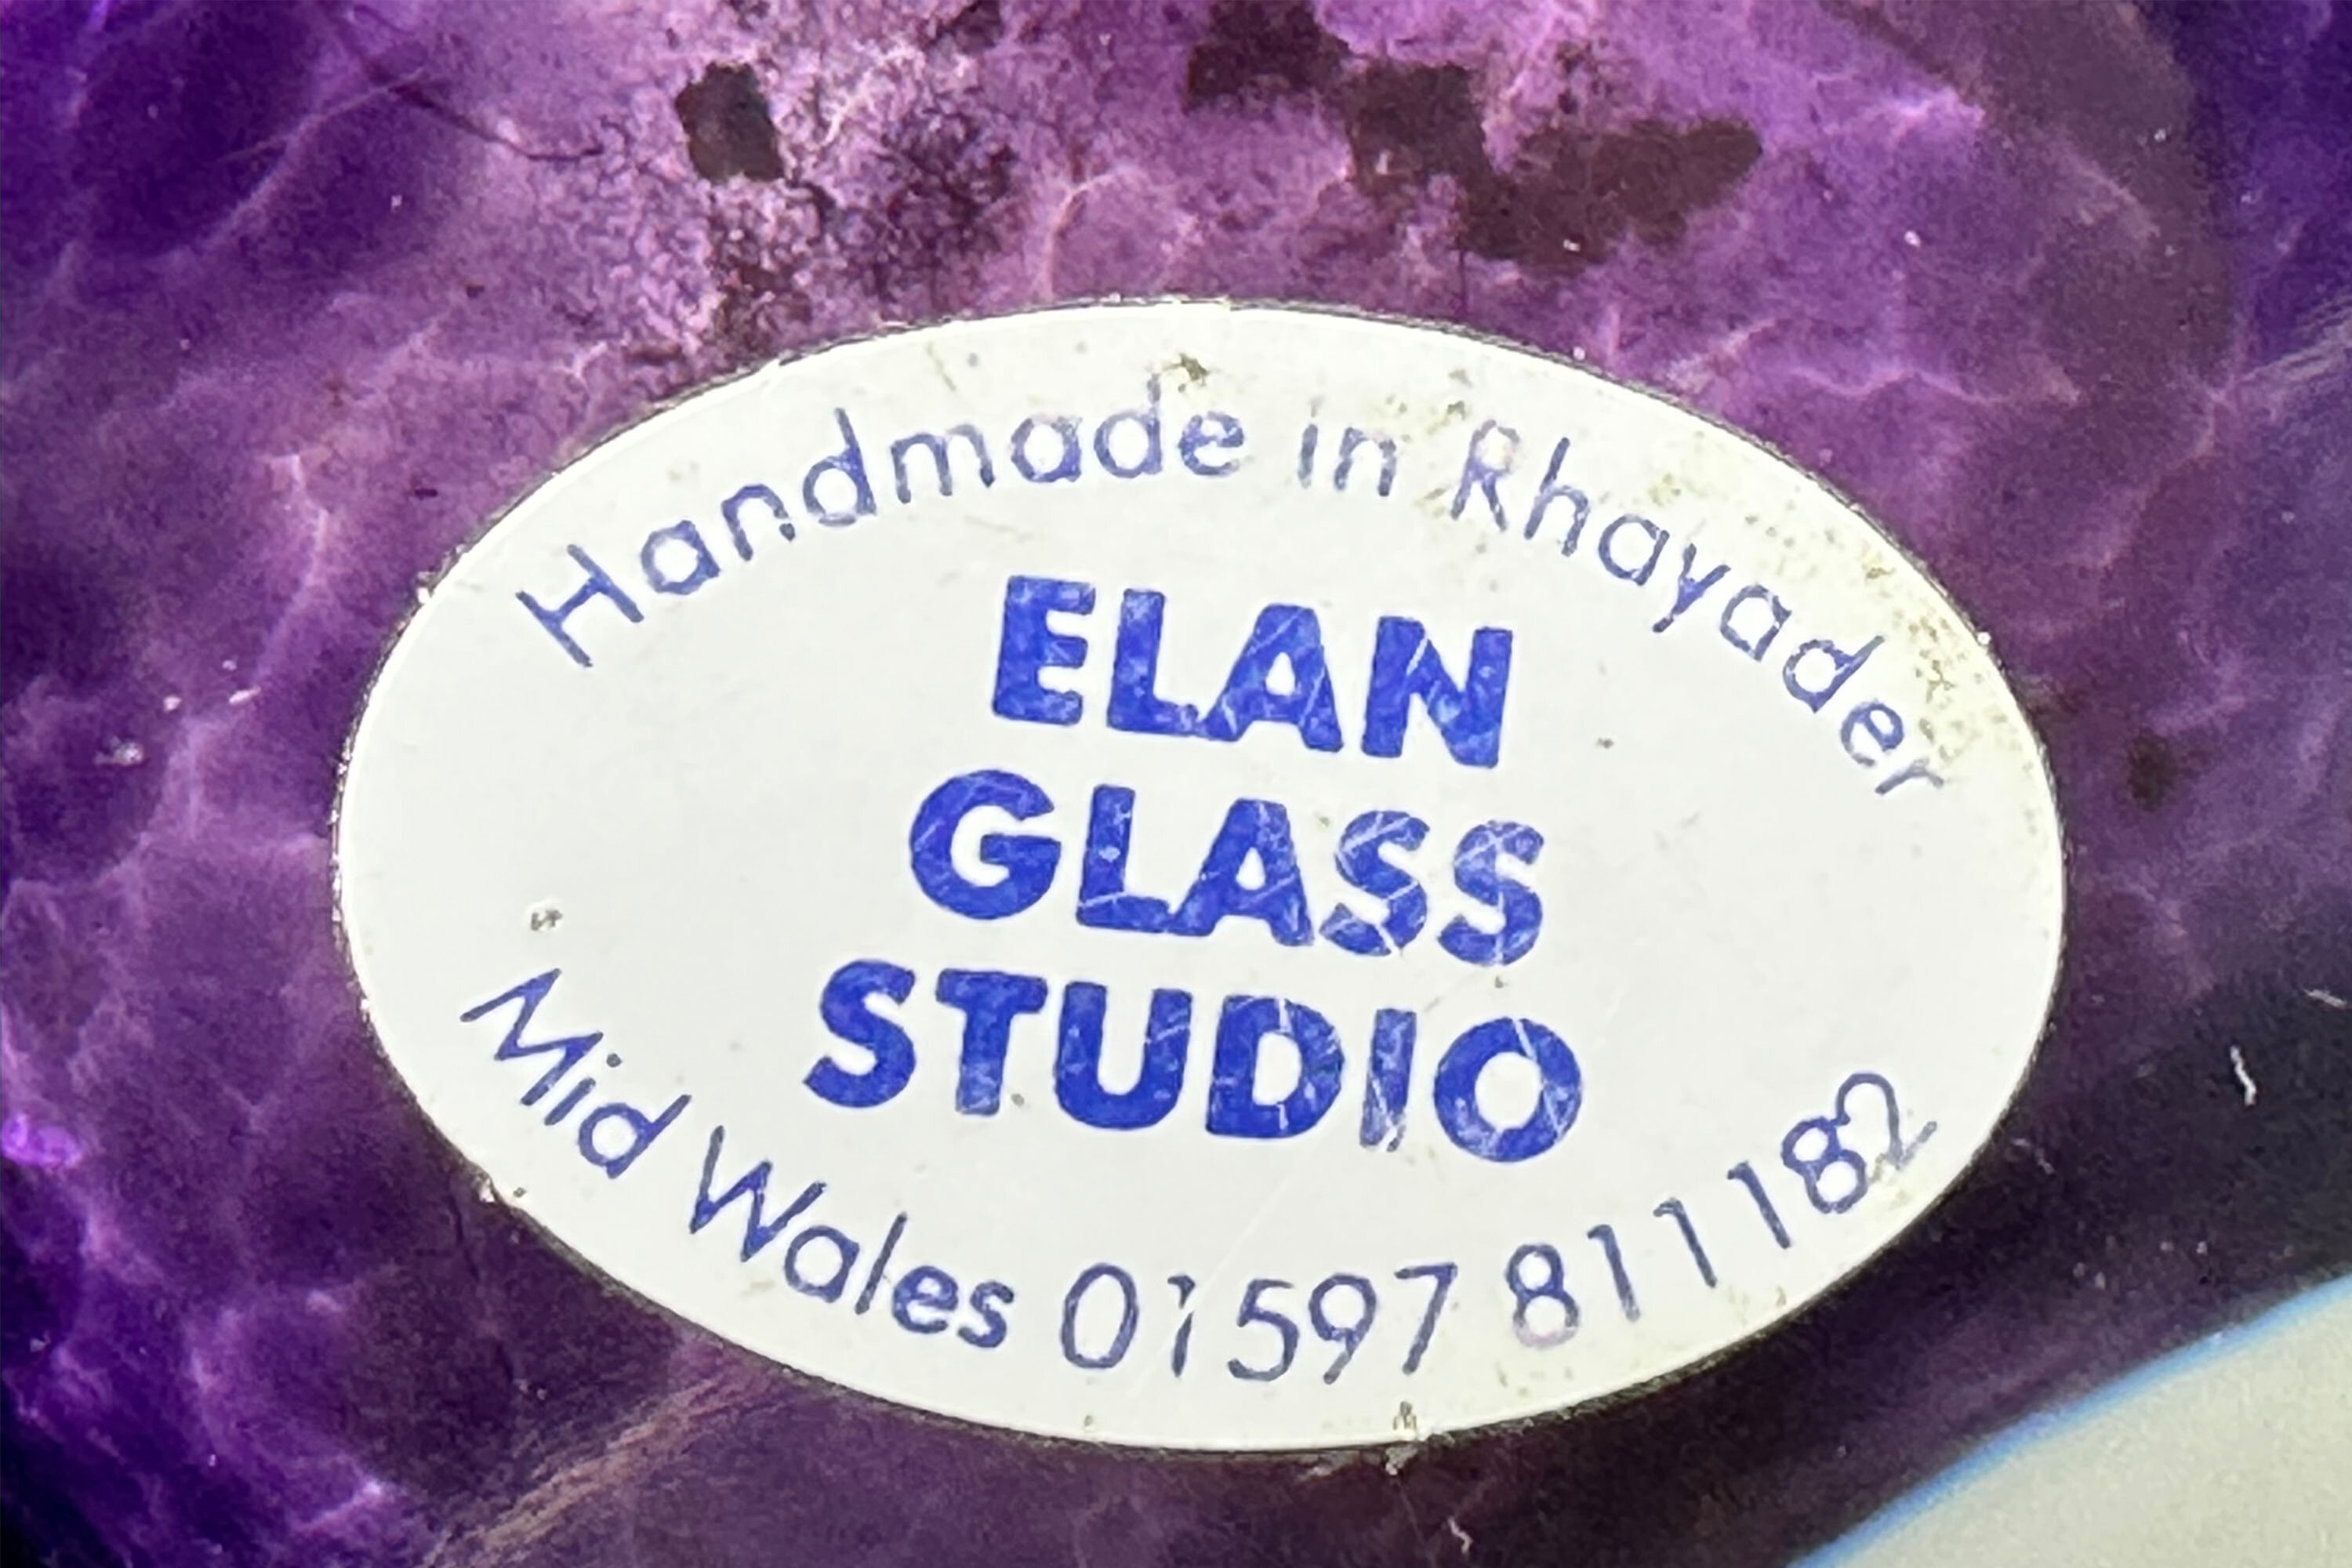 Handmade in Rhayader
ELAN
GLASS
STUDIO
Mid Wales 01597 811182